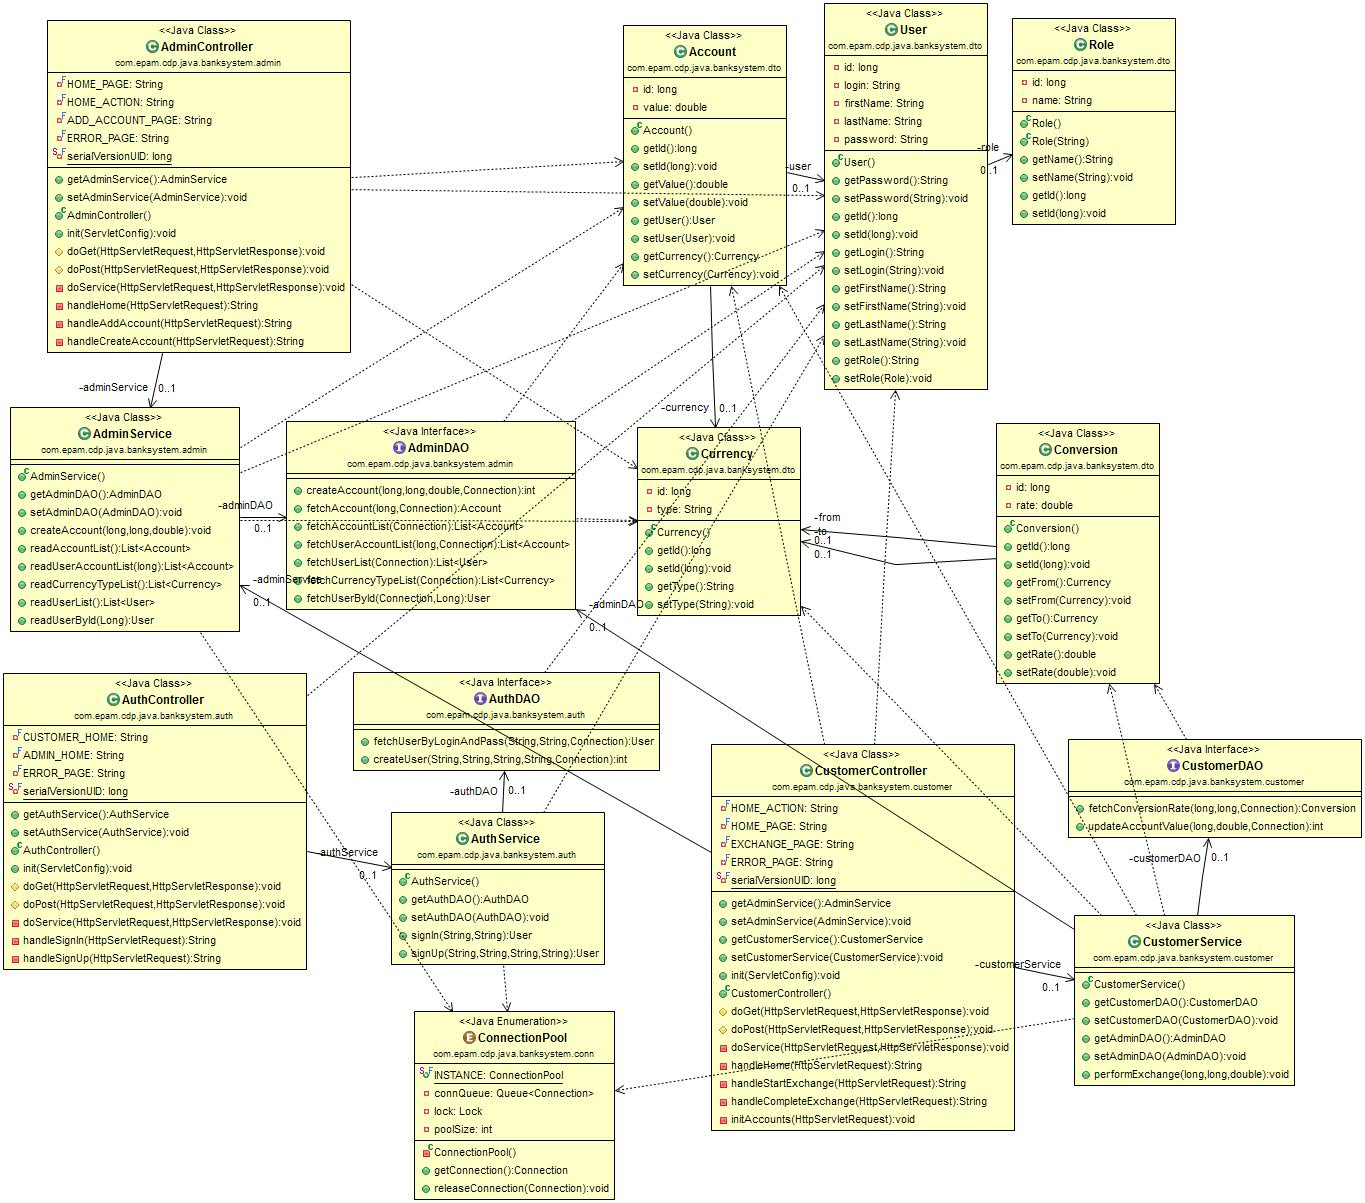 <<Java Class>>
AdminController
com.epam.cdp.java.banksystem.admin
HOME_PAGE: String
HOME_ACTION: String
ADD_ACCOUNT_PAGE: String
ERROR_PAGE: String
serialVersionUID: long
getAdminService():AdminService
setAdminService(AdminService):void
AdminController()
init(ServletConfig):void
doGet(HttpServletRequest,HttpServletResponse):void
doPost(HttpServletRequest,HttpServletResponse):void
doService(HttpServletRequest,HttpServletResponse):void
handleHome(HttpServletRequest):String
handleAddAccount(HttpServletRequest):String
handleCreateAccount(HttpServletRequest):String
<<Java Class>>
Account
com.epam.cdp.java.banksystem.dto
id: long
value: double
Account()
getId():long
setId(long):void
getValue():double
setValue(double):void
getUser():User
setUser(User):void
getCurrency():Currency
setCurrency(Currency):void
-user
0..1
<<Java Class>>
User
com.epam.cdp.java.banksystem.dto
id: long
login: String
firstName: String
lastName: String
password: String
User()
getPassword():String
setPassword(String):void
getId():long
setId(long):void
getLogin():String
setLogin(String):void
getFirstName():String
setFirstName(String):void
getLastName():String
setLastName(String):void
getRole():String
setRole(Role):void
-role
0..1
<<Java Class>>
Role
com.epam.cdp.java.banksystem.dto
id: long
name: String
Role()
Role(String)
getName():String
setName(String):void
getId():long
setId(long):void
-adminService
0..1
-currency
0..1
<<Java Class>>
AdminService
com.epam.cdp.java.banksystem.admin
AdminService()
getAdminDAO():AdminDAO
setAdminDAO(AdminDAO):void
createAccount(long,long,double):void
readAccountList():List<Account>
readUserAccountList(long):List<Account>
readCurrencyTypeList():List<Currency>
readUserList():List<User>
readUserById(Long):User
-adminDAO
0..1
-adminService
0..1
<<Java Interface>>
AdminDAO
com.epam.cdp.java.banksystem.admin
createAccount(long,long,double,Connection):int
fetchAccount(long,Connection):Account
fetchAccountList(Connection):List<Account>
fetchUserAccountList(long,Connection):List<Account>
fetchUserList(Connection):List<User>
fetchCurrencyTypeList(Connection):List<Currency>
fetchUserById(Connection,Long):User
-adminDAO
0..1
<<Java Class>>
Currency
com.epam.cdp.java.banksystem.dto
id: long
type: String
Currency()
getId():long
setId(long):void
getType():String
setType(String):void
-from
-to
0..1
0..1
<<Java Class>>
Conversion
com.epam.cdp.java.banksystem.dto
id: long
rate: double
Conversion()
getId():long
setId(long):void
getFrom():Currency
setFrom(Currency):void
getTo():Currency
setTo(Currency):void
getRate():double
setRate(double):void
<<Java Class>>
AuthController
com.epam.cdp.java.banksystem.auth
CUSTOMER_HOME: String
ADMIN_HOME: String
ERROR_PAGE: String
serialVersionUID: long
getAuthService():AuthService
setAuthService(AuthService):void
AuthController()
init(ServletConfig):void
doGet(HttpServletRequest,HttpServletResponse):void
doPost(HttpServletRequest,HttpServletResponse):void
doService(HttpServletRequest,HttpServletResponse):void
handleSignIn(HttpServletRequest):String
handleSignUp(HttpServletRequest):String
-authService
0..1
<<Java Interface>>
AuthDAO
com.epam.cdp.java.banksystem.auth
fetchUserByLoginAndPass(String,String,Connection):User
createUser(String,String,String,String,Connection):int
-authDAO
0..1
<<Java Class>>
AuthService
com.epam.cdp.java.banksystem.auth
AuthService()
getAuthDAO():AuthDAO
setAuthDAO(AuthDAO):void
signIn(String,String):User
signUp(String,String,String,String):User
<<Java Enumeration>>
ConnectionPool
com.epam.cdp.java.banksystem.conn
INSTANCE: ConnectionPool
connQueue: Queue<Connection>
lock: Lock
poolSize: int
ConnectionPool()
getConnection():Connection
releaseConnection(Connection):void
<<Java Class>>
CustomerController
com.epam.cdp.java.banksystem.customer
HOME_ACTION: String
HOME_PAGE: String
EXCHANGE_PAGE: String
ERROR_PAGE: String
serialVersionUID: long
getAdminService():AdminService
setAdminService(AdminService):void
getCustomerService():CustomerService
setCustomerService(CustomerService):void
init(ServletConfig):void
CustomerController()
doGet(HttpServletRequest,HttpServletResponse):void
doPost(HttpServletRequest,HttpServletResponse):void
doService(HttpServletRequest,HttpServletResponse):void
handleHome(HttpServletRequest):String
handleStartExchange(HttpServletRequest):String
handleCompleteExchange(HttpServletRequest):String
initAccounts(HttpServletRequest):void
-customerService
0..1
<<Java Interface>>
CustomerDAO
com.epam.cdp.java.banksystem.customer
fetchConversionRate(long,long,Connection):Conversion
updateAccountValue(long,double,Connection):int
-customerDAO
0..1
<<Java Class>>
CustomerService
com.epam.cdp.java.banksystem.customer
CustomerService()
getCustomerDAO():CustomerDAO
setCustomerDAO(CustomerDAO):void
getAdminDAO():AdminDAO
setAdminDAO(AdminDAO):void
performExchange(long,long,double):void